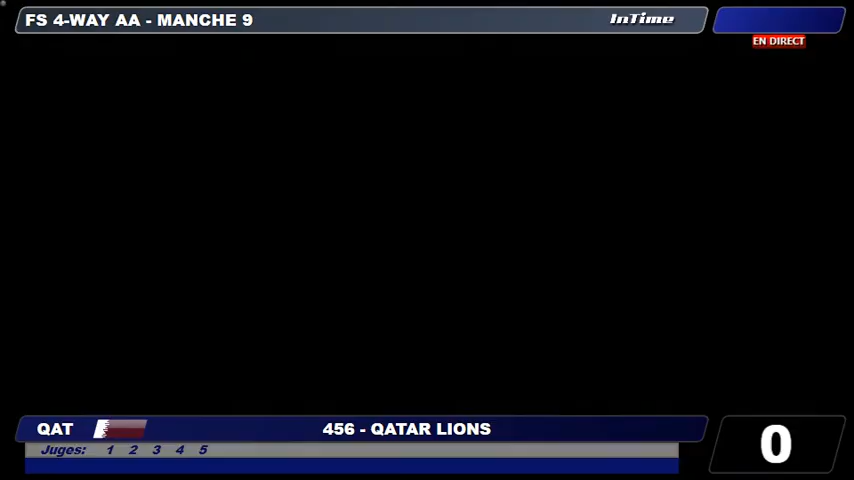 FS 4-WAY AA - MANCHE 9
InTime
EN DIRECT
QAT
456 - QATAR LIONS
0
Juges: 1 2 3 4 5